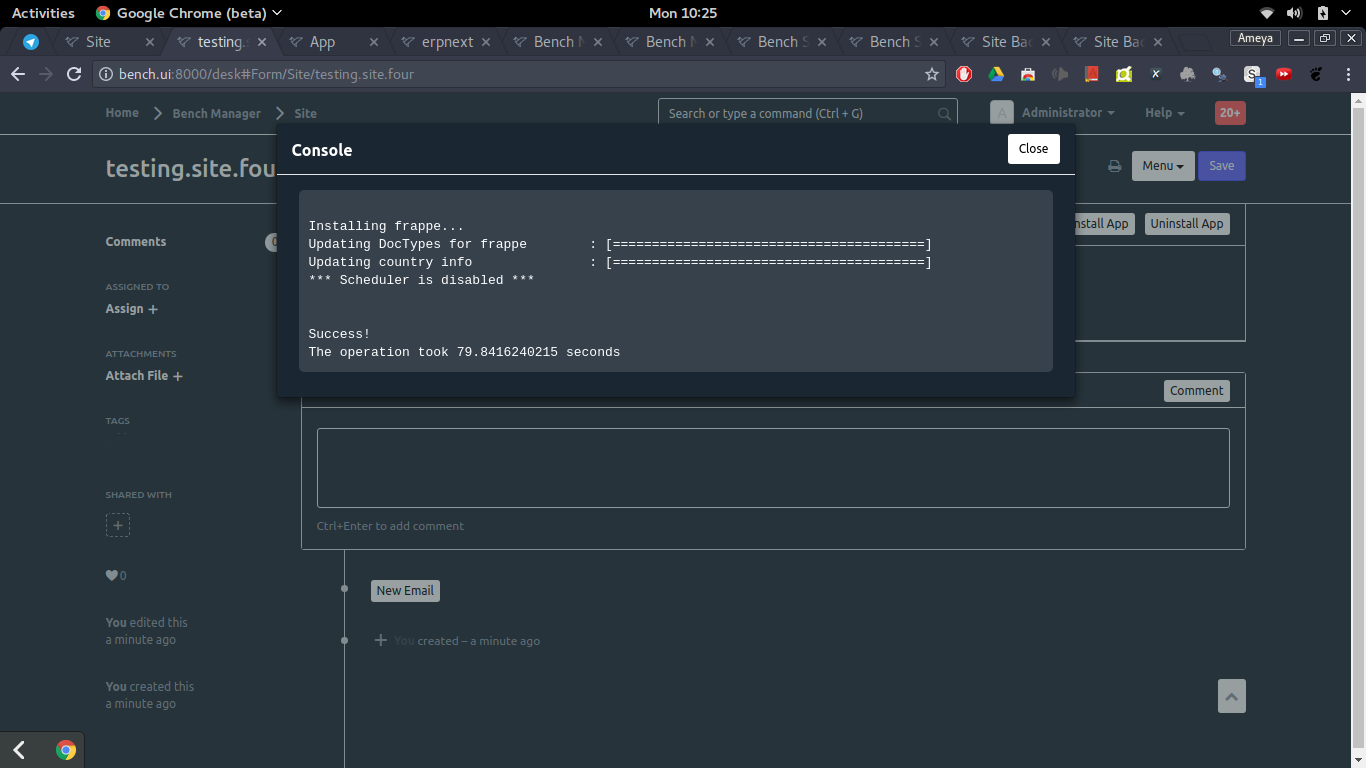 Activities Google Chrome (beta) Mon 10:25
Site testing. App erpnext Bench Bench Bench S Bench S Site Bac Site Bac Ameya
bench.ui:8000/desk#Form/Site/testing.site.four
S 1
Home Bench Manager Site Search or type a command (Ctrl + G) A Administrator Help 20+
Console Close
testing.site.fou Menu Save
nstall App Uninstall App
Comments
Installing frappe...
Updating DocTypes for frappe : [========================================]
Updating country info : [========================================]
*** Scheduler is disabled ***
Success!
The operation took 79.8416240215 seconds
ASSIGNED TO
Assign +
ATTACHMENTS
Attach File +
TAGS
SHARED WITH
+
0
You edited this
a minute ago
You created this
a minute ago
Comment
Ctrl+Enter to add comment
New Email
+ You created – a minute ago